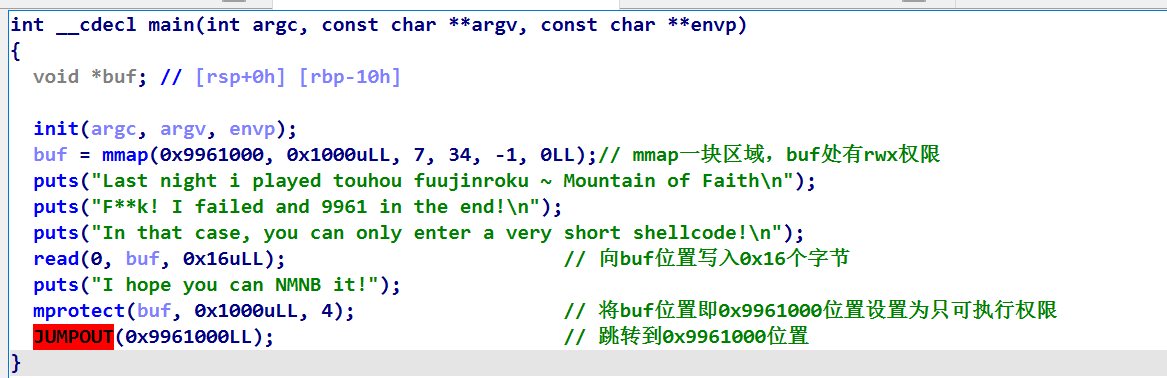 int __cdecl main(int argc, const char **argv, const char **envp)
{
  void *buf; // [rsp+0h] [rbp-10h]

  init(argc, argv, envp);
  buf = mmap(0x9961000, 0x1000uLL, 7, 34, -1, 0LL);// mmap一块区域，buf处有rwx权限
  puts("Last night i played touhou fuujinroku ~ Mountain of Faith\n");
  puts("F**k! I failed and 9961 in the end!\n");
  puts("In that case, you can only enter a very short shellcode!\n");
  read(0, buf, 0x16uLL); // 向buf位置写入0x16个字节
  puts("I hope you can NMNB it!");
  mprotect(buf, 0x1000uLL, 4); // 将buf位置即0x9961000位置设置为只可执行权限
  JUMPOUT(0x9961000LL); // 跳转到0x9961000位置
}